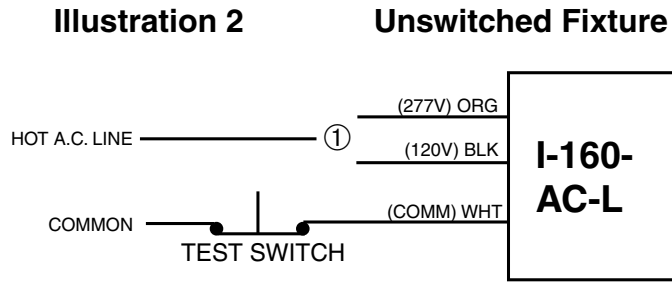 Illustration 2 Unswitched Fixture
(277V) ORG
HOT A.C. LINE ①
(120V) BLK
I-160-
AC-L
(COMM) WHT
COMMON
TEST SWITCH